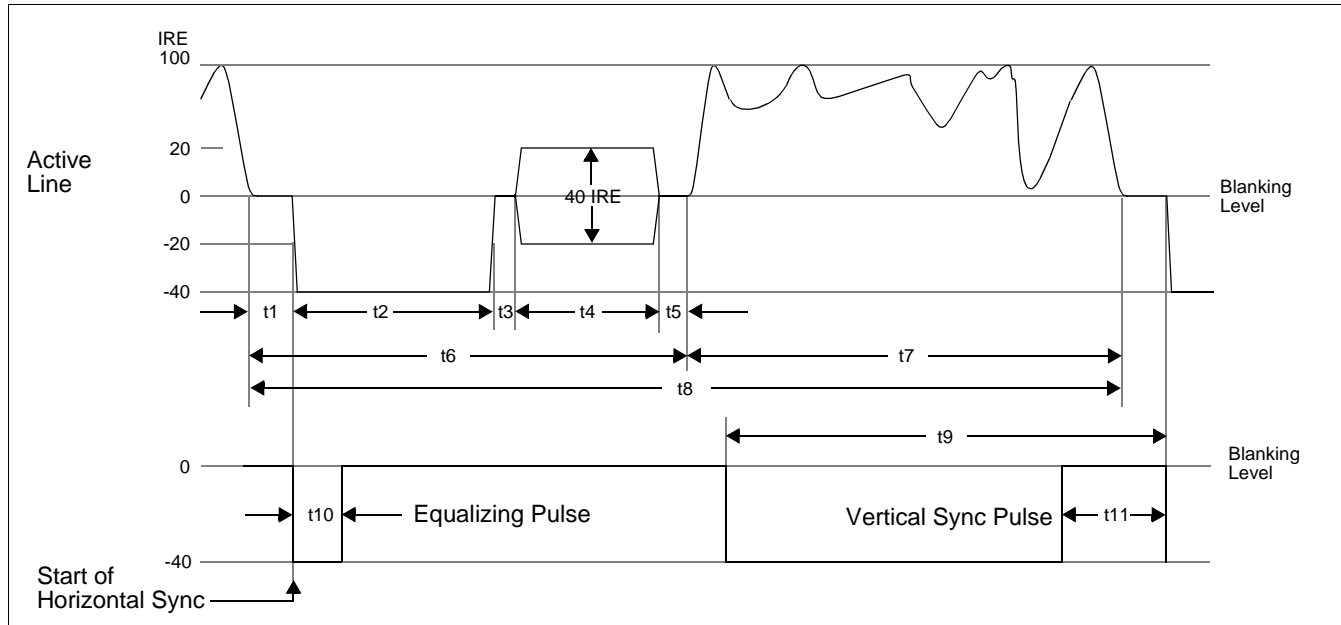 IRE
100
20
Active
Line
0
40 IRE
Blanking
Level
-20
-40
t1
t2
t3
t4
t5
t6
t7
t8
t9
0
Blanking
Level
t10
Equalizing Pulse
Vertical Sync Pulse
t11
-40
Start of
Horizontal Sync